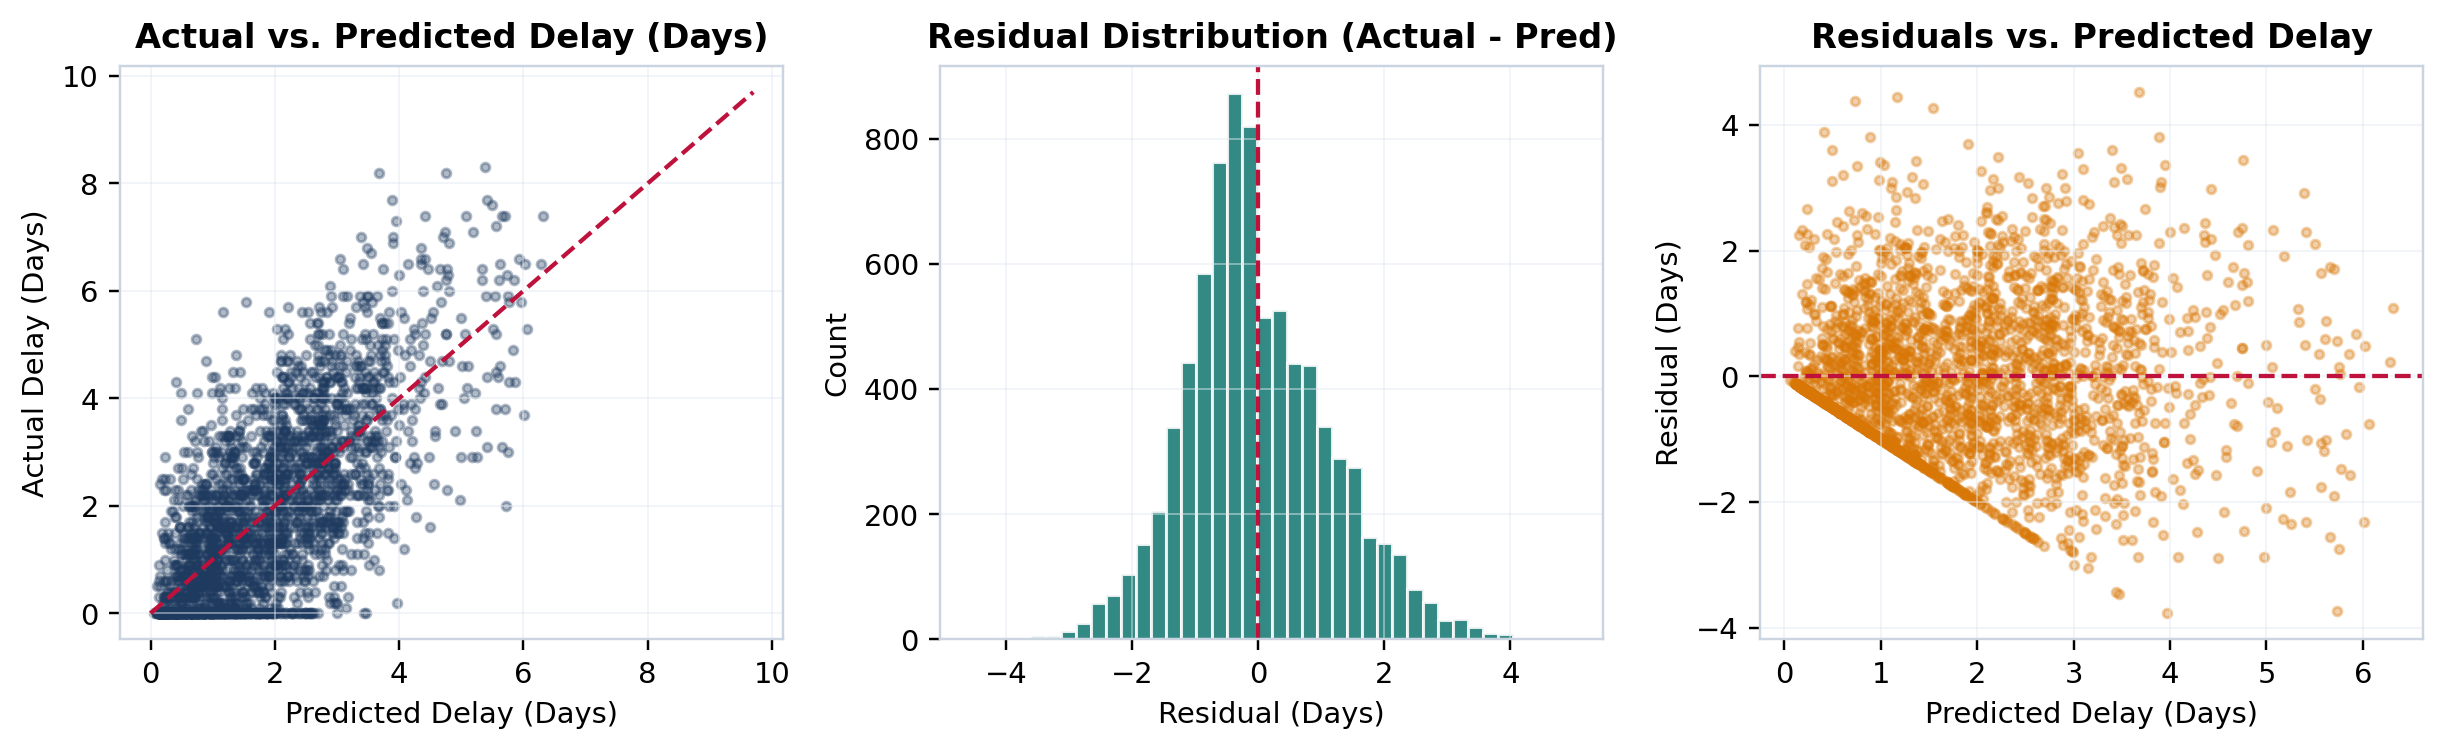 Actual vs. Predicted Delay (Days)
10
8
6
4
2
0
Actual Delay (Days)
0 2 4 6 8 10
Predicted Delay (Days)
Residual Distribution (Actual - Pred)
800
600
400
200
0
Count
−4 −2 0 2 4
Residual (Days)
Residuals vs. Predicted Delay
4
2
0
−2
−4
Residual (Days)
0 1 2 3 4 5 6
Predicted Delay (Days)